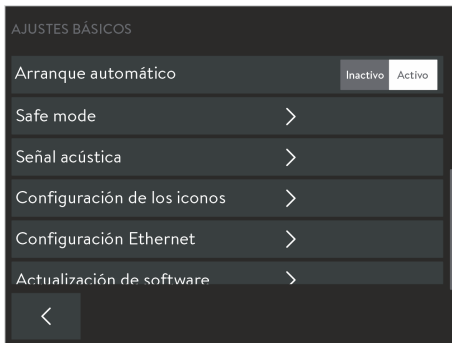 AJUSTES BÁSICOS
Arranque automático Inactivo Activo
Safe mode
Señal acústica
Configuración de los iconos
Configuración Ethernet
Actualización de software